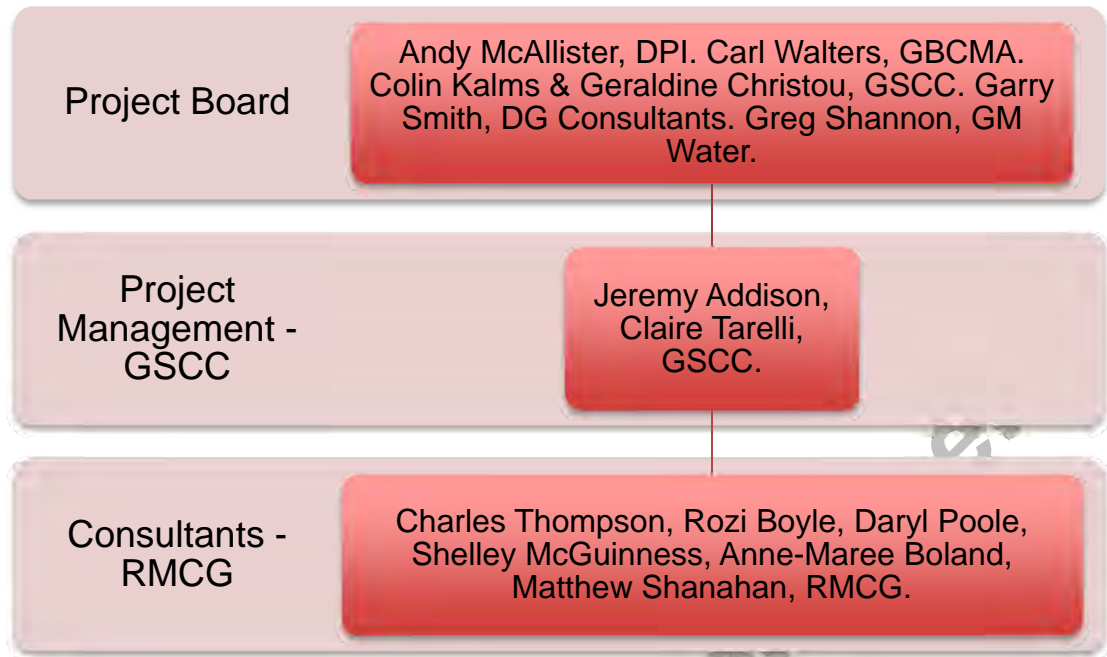 Project Board
Andy McAllister, DPI. Carl Walters, GBCMA.
Colin Kalms & Geraldine Christou, GSCC. Garry
Smith, DG Consultants. Greg Shannon, GM
Water.
Project
Management -
GSCC
Jeremy Addison,
Claire Tarelli,
GSCC.
Consultants -
RMCG
Charles Thompson, Rozi Boyle, Daryl Poole,
Shelley McGuinness, Anne-Maree Boland,
Matthew Shanahan, RMCG.